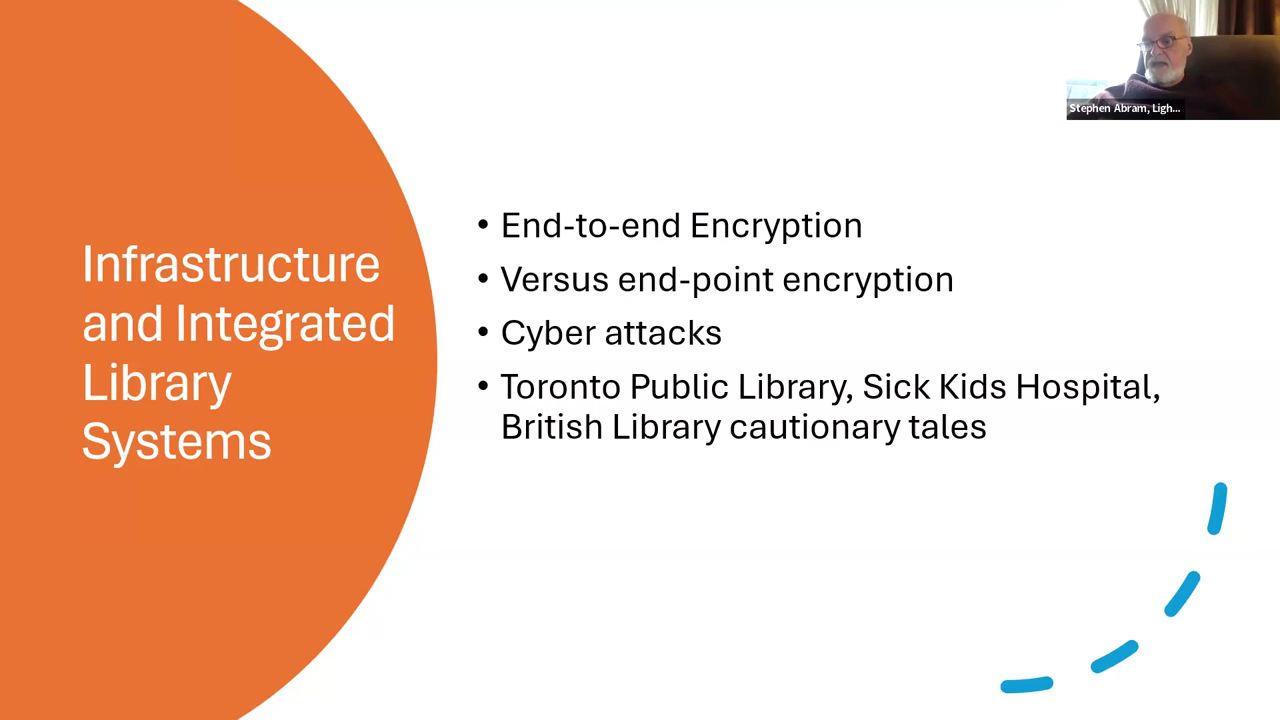 Infrastructure
and Integrated
Library
Systems
• End-to-end Encryption
• Versus end-point encryption
• Cyber attacks
• Toronto Public Library, Sick Kids Hospital,
British Library cautionary tales
Stephen Abram, Ligh...